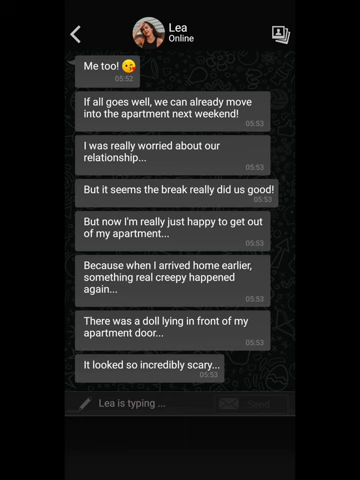 Lea
Online
Me too! 😘
05:52
If all goes well, we can already move
into the apartment next weekend!
05:53
I was really worried about our
relationship...
05:53
But it seems the break really did us good!
05:53
But now I'm really just happy to get out
of my apartment...
05:53
Because when I arrived home earlier,
something real creepy happened
again...
05:53
There was a doll lying in front of my
apartment door...
05:53
It looked so incredibly scary...
05:53
Lea is typing ...
Send